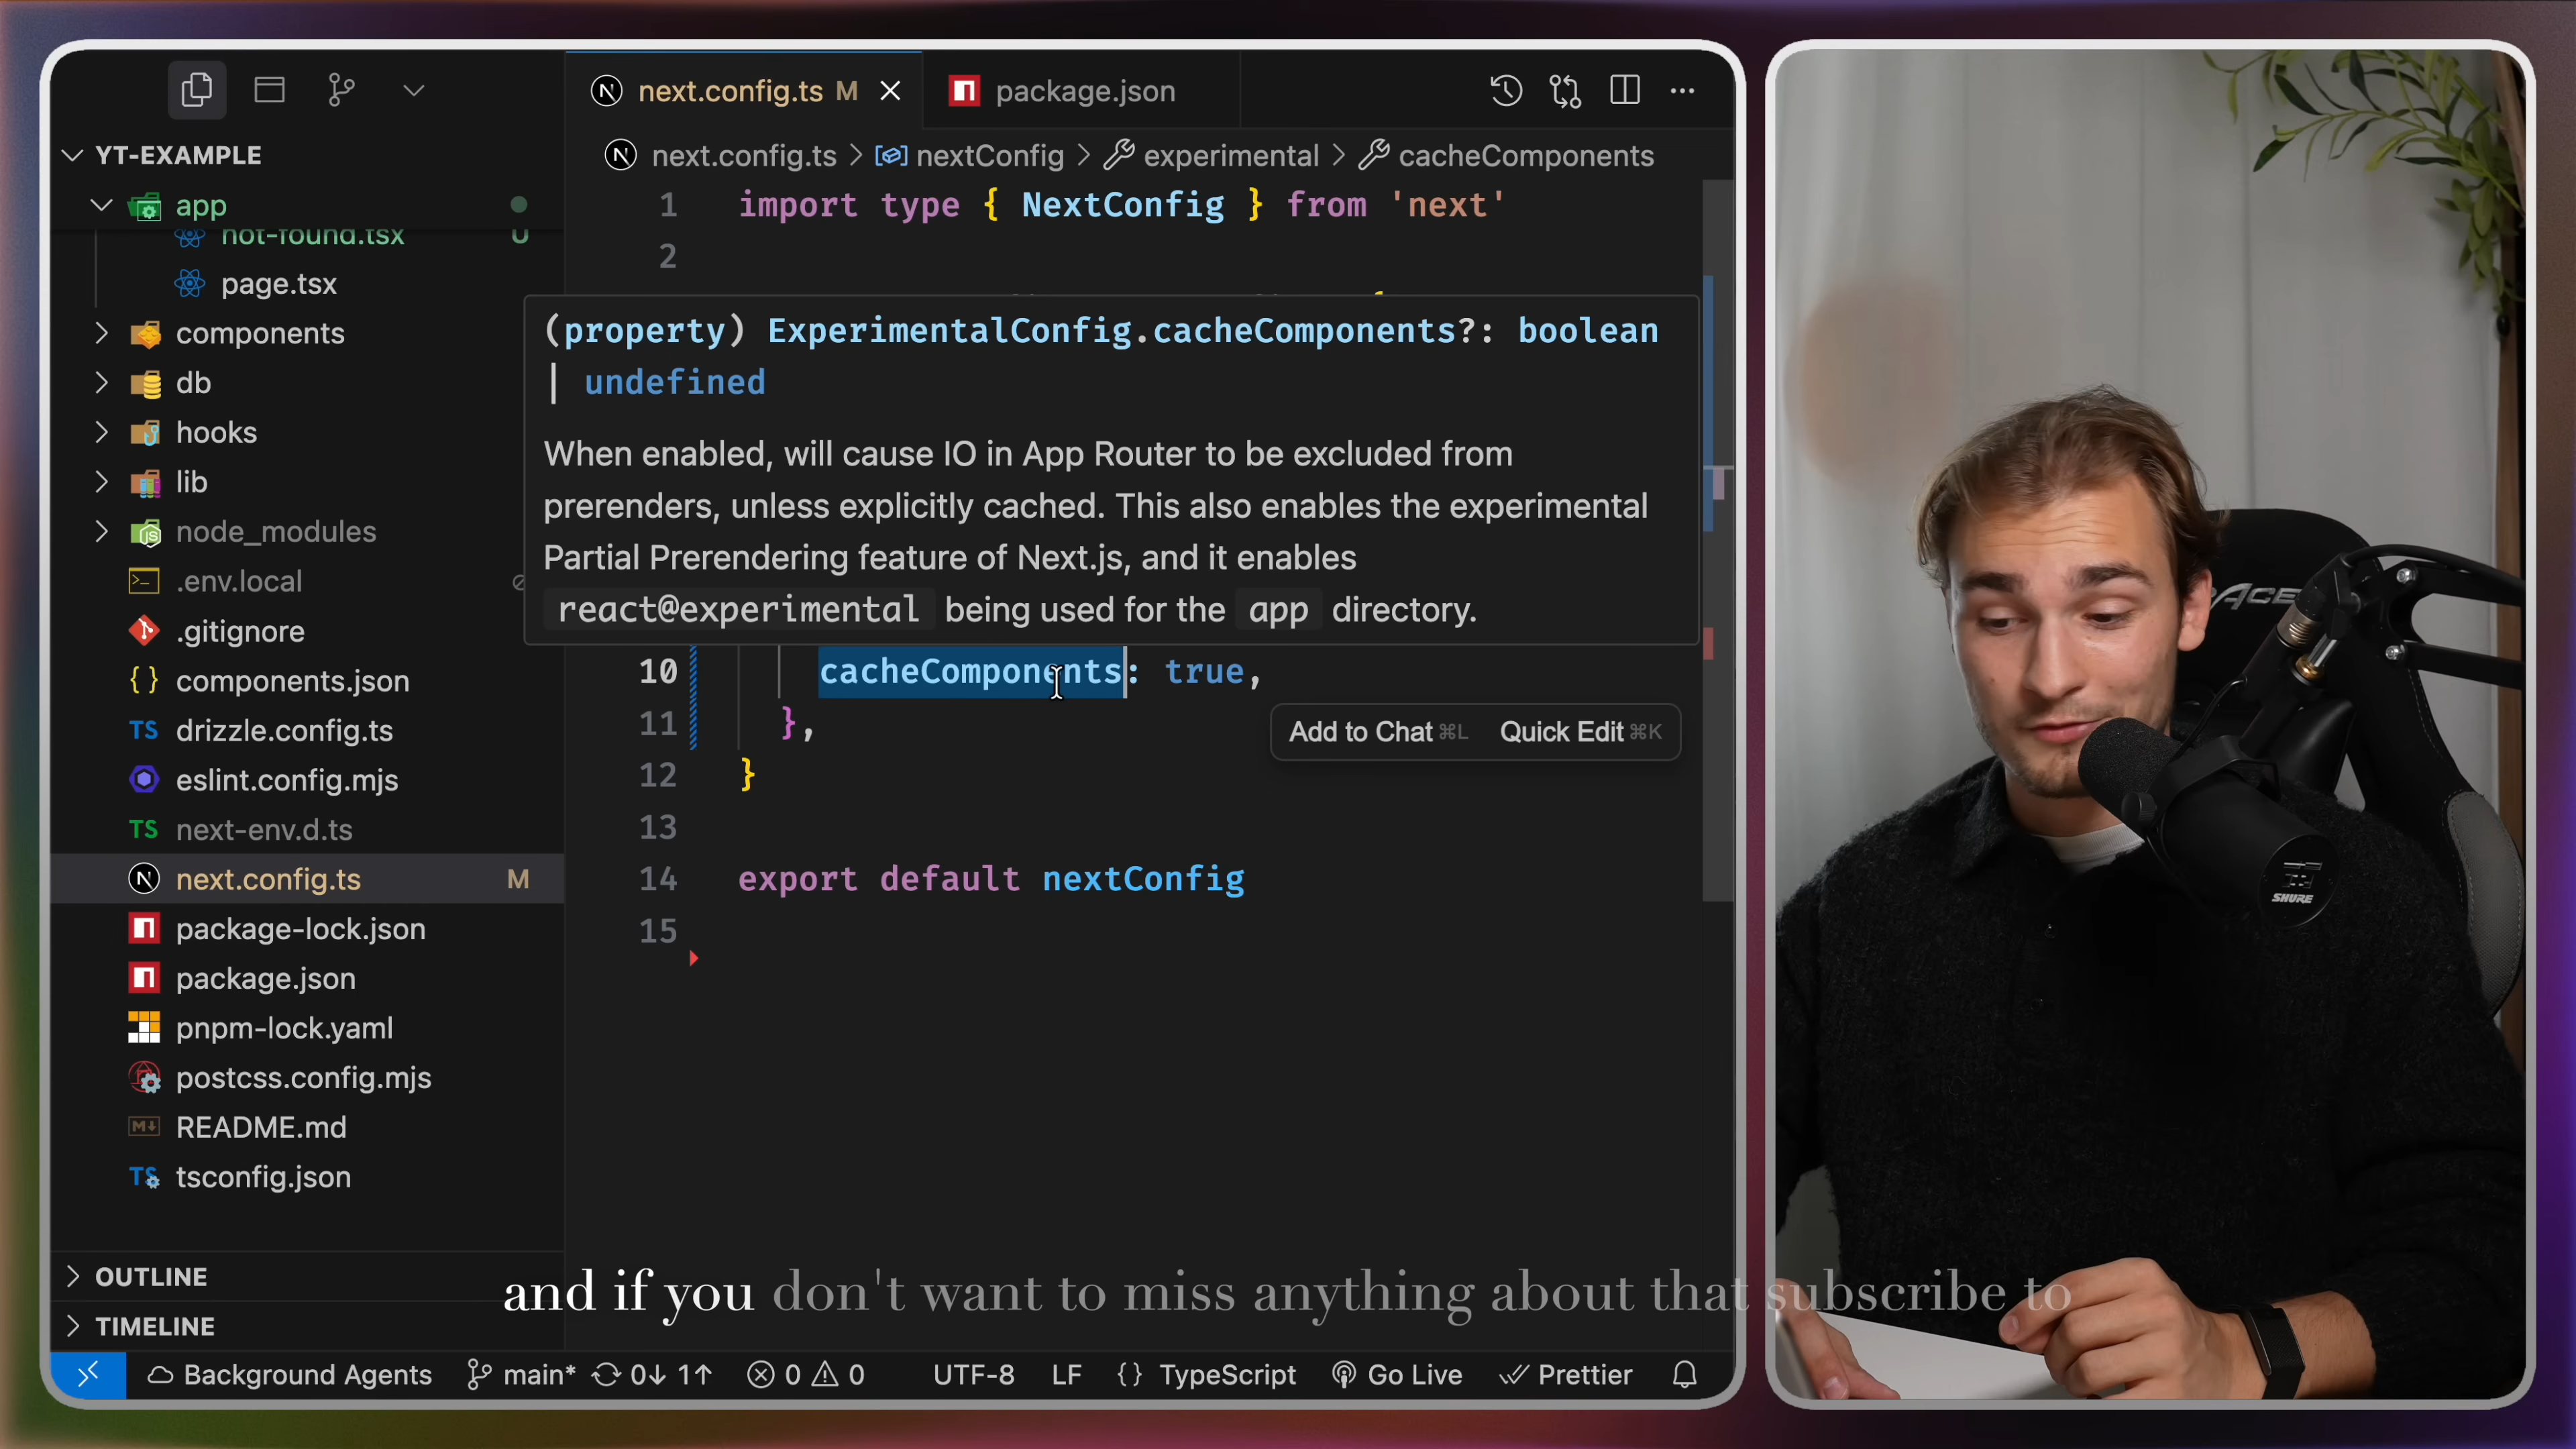 YT-EXAMPLE
app
not-found.tsx U
page.tsx
components
db
hooks
lib
node_modules
.env.local
.gitignore
components.json
TS drizzle.config.ts
eslint.config.mjs
TS next-env.d.ts
next.config.ts M
package-lock.json
package.json
pnpm-lock.yaml
postcss.config.mjs
README.md
TS tsconfig.json
OUTLINE
TIMELINE
next.config.ts M
package.json
next.config.ts > nextConfig > experimental > cacheComponents
1 import type { NextConfig } from 'next'
2
(property) ExperimentalConfig.cacheComponents?: boolean
| undefined
When enabled, will cause IO in App Router to be excluded from
prerenders, unless explicitly cached. This also enables the experimental
Partial Prerendering feature of Next.js, and it enables
react@experimental being used for the app directory.
10 cacheComponents: true,
11 },
Add to Chat ⌘L Quick Edit ⌘K
12 }
13
14 export default nextConfig
15
and if you don't want to miss anything about that subscribe to
Background Agents main* 0↓ 1↑ 0 0 UTF-8 LF {} TypeScript Go Live Prettier
SHURE